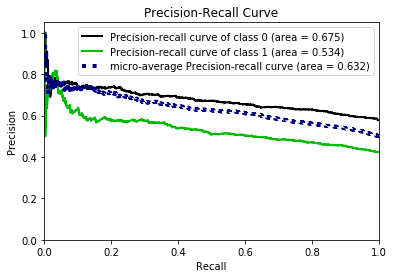 Precision-Recall Curve
Precision-recall curve of class 0 (area = 0.675)
Precision-recall curve of class 1 (area = 0.534)
micro-average Precision-recall curve (area = 0.632)
Precision
1.0
0.8
0.6
0.4
0.2
0.0
0.0 0.2 0.4 0.6 0.8 1.0
Recall